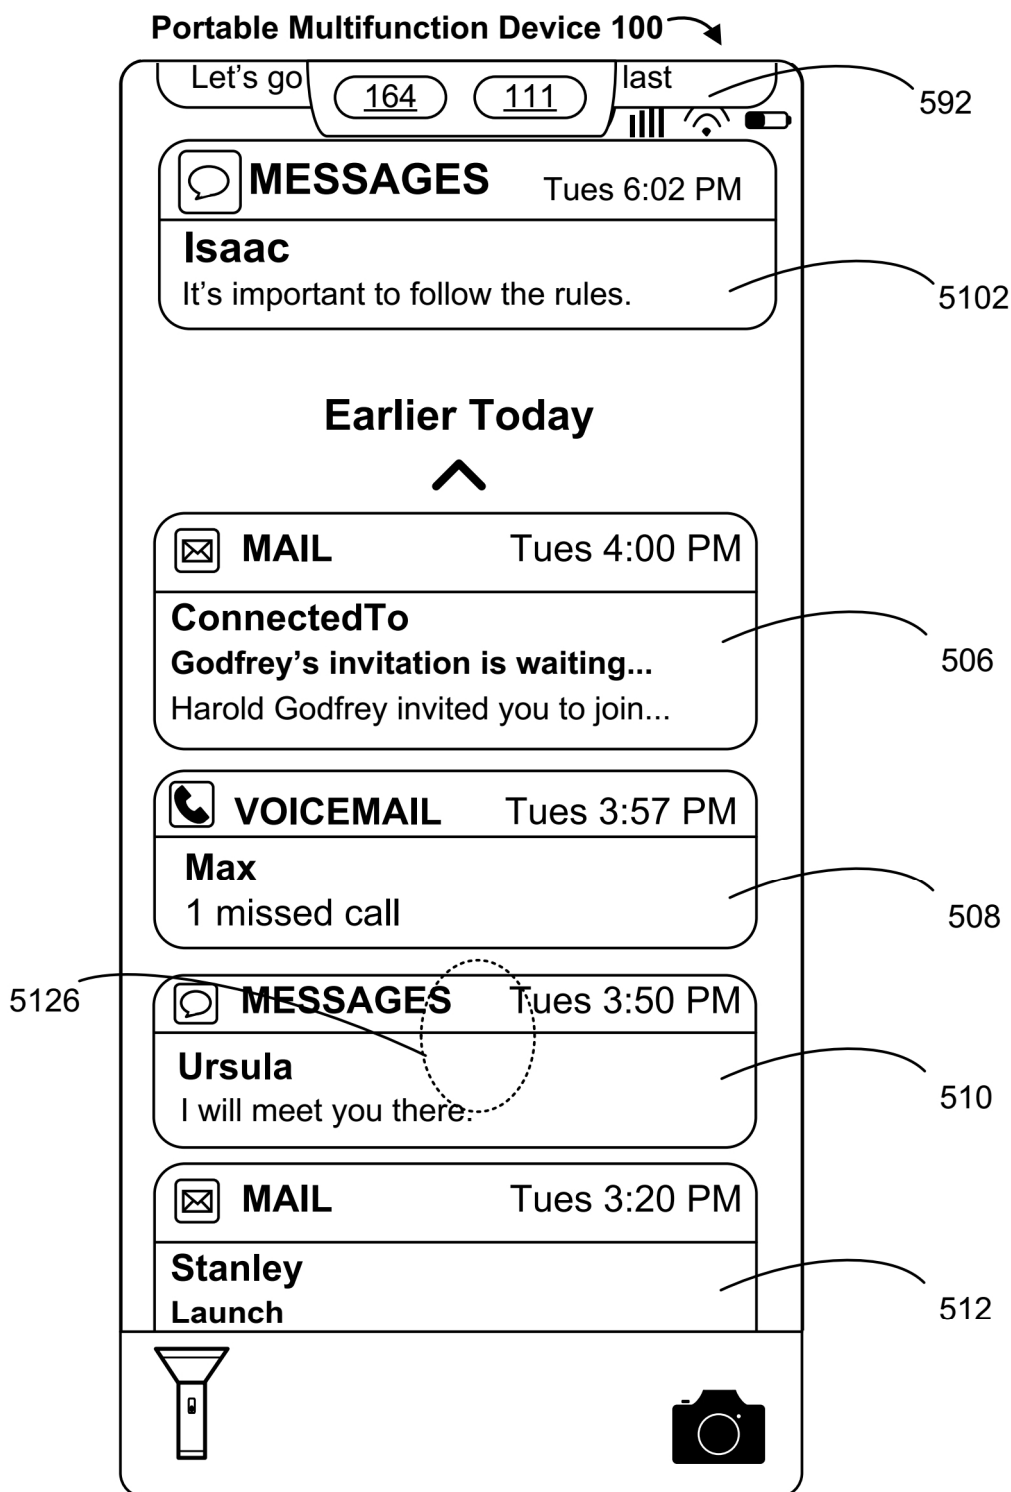 Portable Multifunction Device 100
Let's go last
164 111
592
MESSAGES Tues 6:02 PM
Isaac
It's important to follow the rules.
5102
Earlier Today
MAIL Tues 4:00 PM
ConnectedTo
Godfrey’s invitation is waiting...
Harold Godfrey invited you to join...
506
VOICEMAIL Tues 3:57 PM
Max
1 missed call
508
5126
MESSAGES Tues 3:50 PM
Ursula
I will meet you there.
510
MAIL Tues 3:20 PM
Stanley
Launch
512